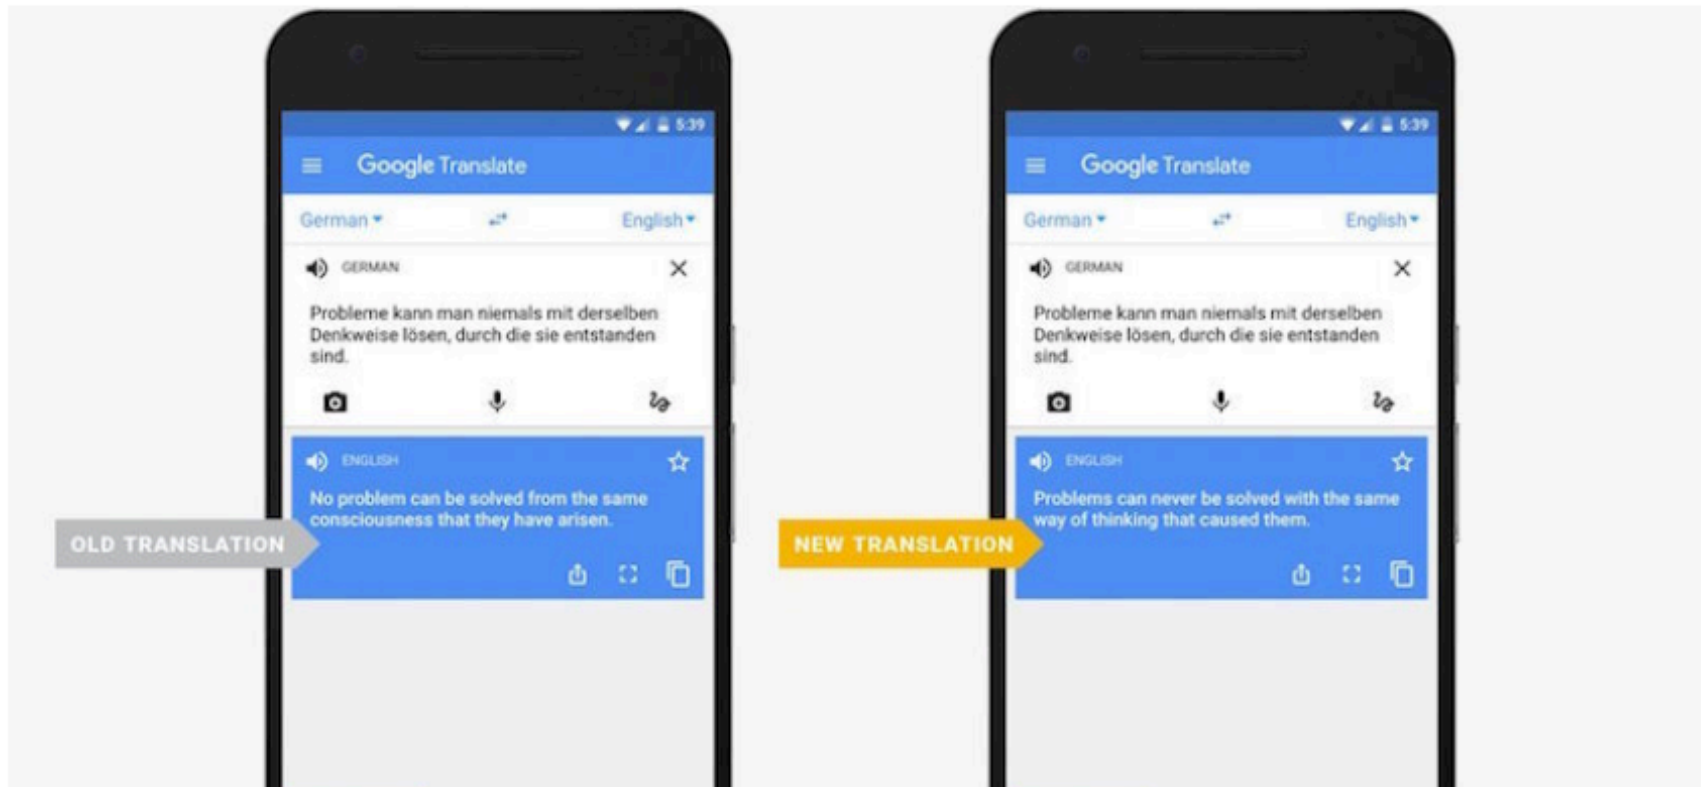 5:39
Google Translate
German
English
GERMAN
Probleme kann man niemals mit derselben
Denkweise lösen, durch die sie entstanden
sind.
ENGLISH
No problem can be solved from the same
consciousness that they have arisen.
OLD TRANSLATION
5:39
Google Translate
German
English
GERMAN
Probleme kann man niemals mit derselben
Denkweise lösen, durch die sie entstanden
sind.
ENGLISH
Problems can never be solved with the same
way of thinking that caused them.
NEW TRANSLATION